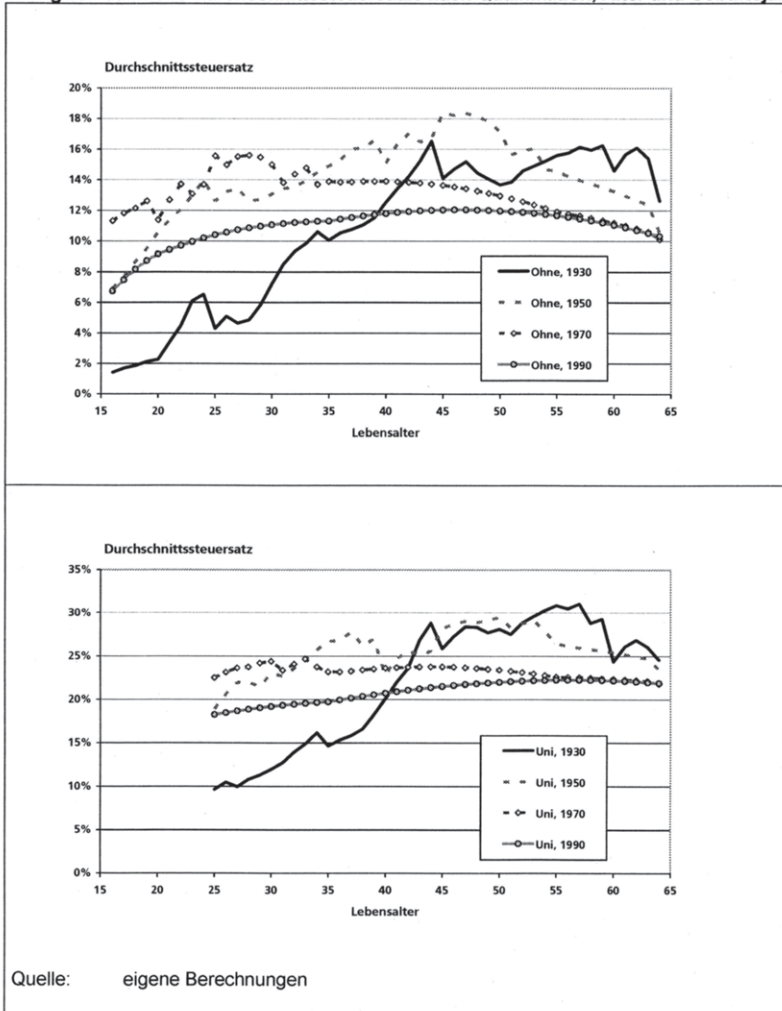 Durchschnittssteuersatz
20%
18%
16%
14%
12%
10%
8%
6%
4%
2%
0%
Ohne, 1930
Ohne, 1950
Ohne, 1970
Ohne, 1990
15 20 25 30 35 40 45 50 55 60 65
Lebensalter
Durchschnittssteuersatz
35%
30%
25%
20%
15%
10%
5%
0%
Uni, 1930
Uni, 1950
Uni, 1970
Uni, 1990
15 20 25 30 35 40 45 50 55 60 65
Lebensalter
Quelle: eigene Berechnungen